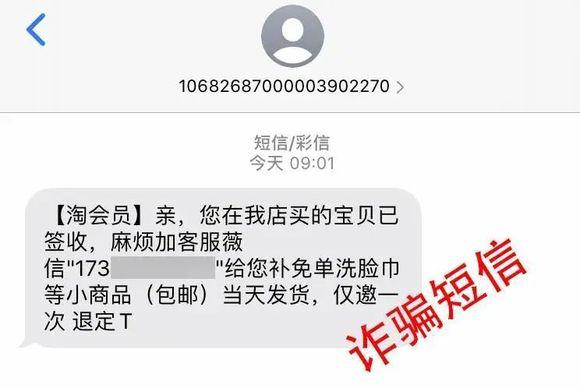 10682687000003902270
短信/彩信
今天 09:01
【淘会员】亲，您在我店买的宝贝已
签收，麻烦加客服薇
信"173 "给您补免单洗脸巾
等小商品（包邮）当天发货，仅邀一
次 退定T
诈骗短信